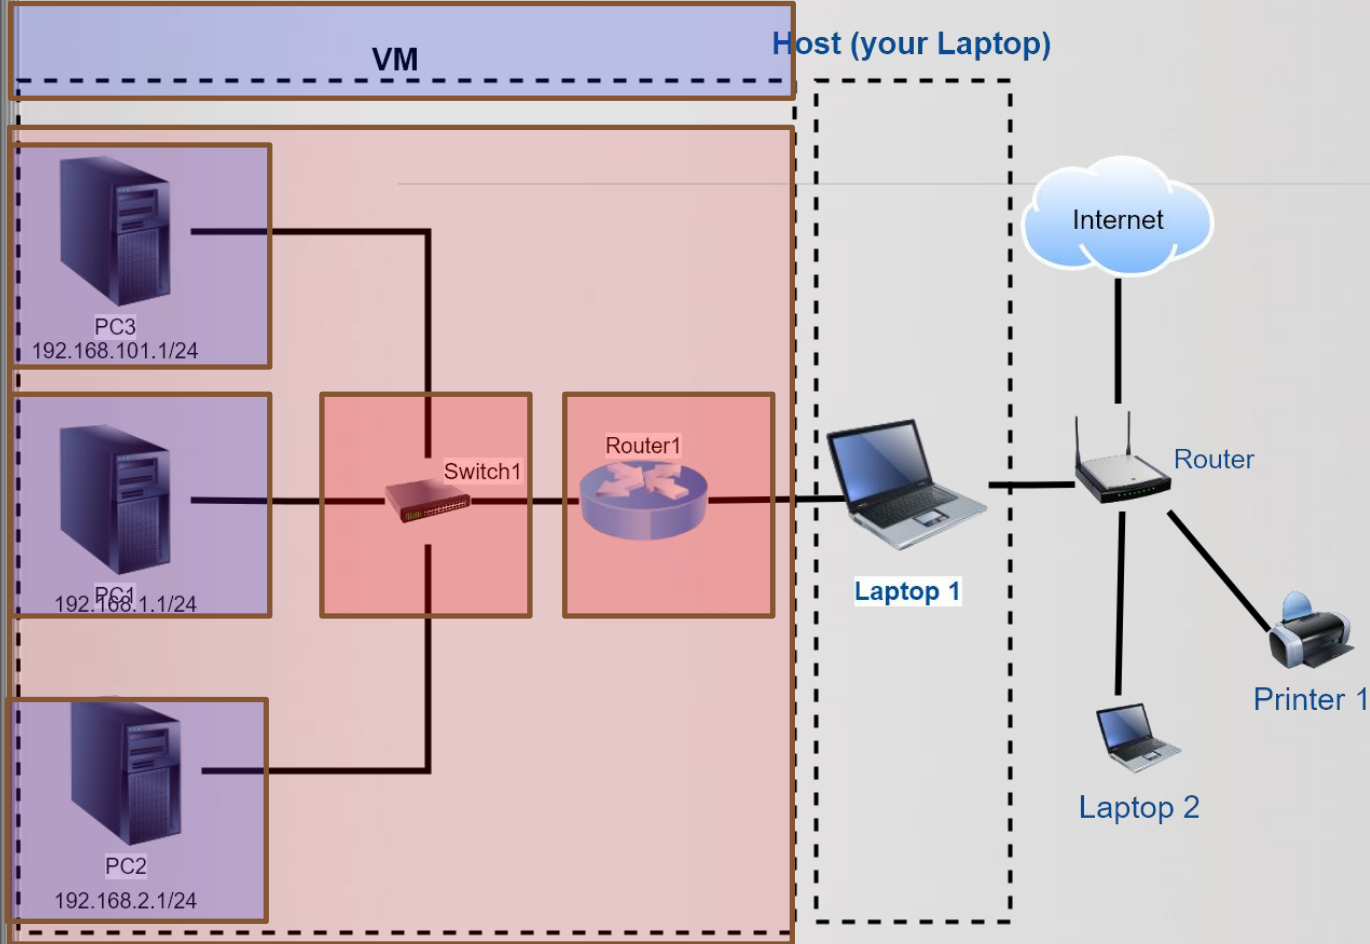 VM
Host (your Laptop)
PC3
192.168.101.1/24
Internet
Switch1
Router1
Router
PC1
192.168.1.1/24
Laptop 1
Printer 1
Laptop 2
PC2
192.168.2.1/24